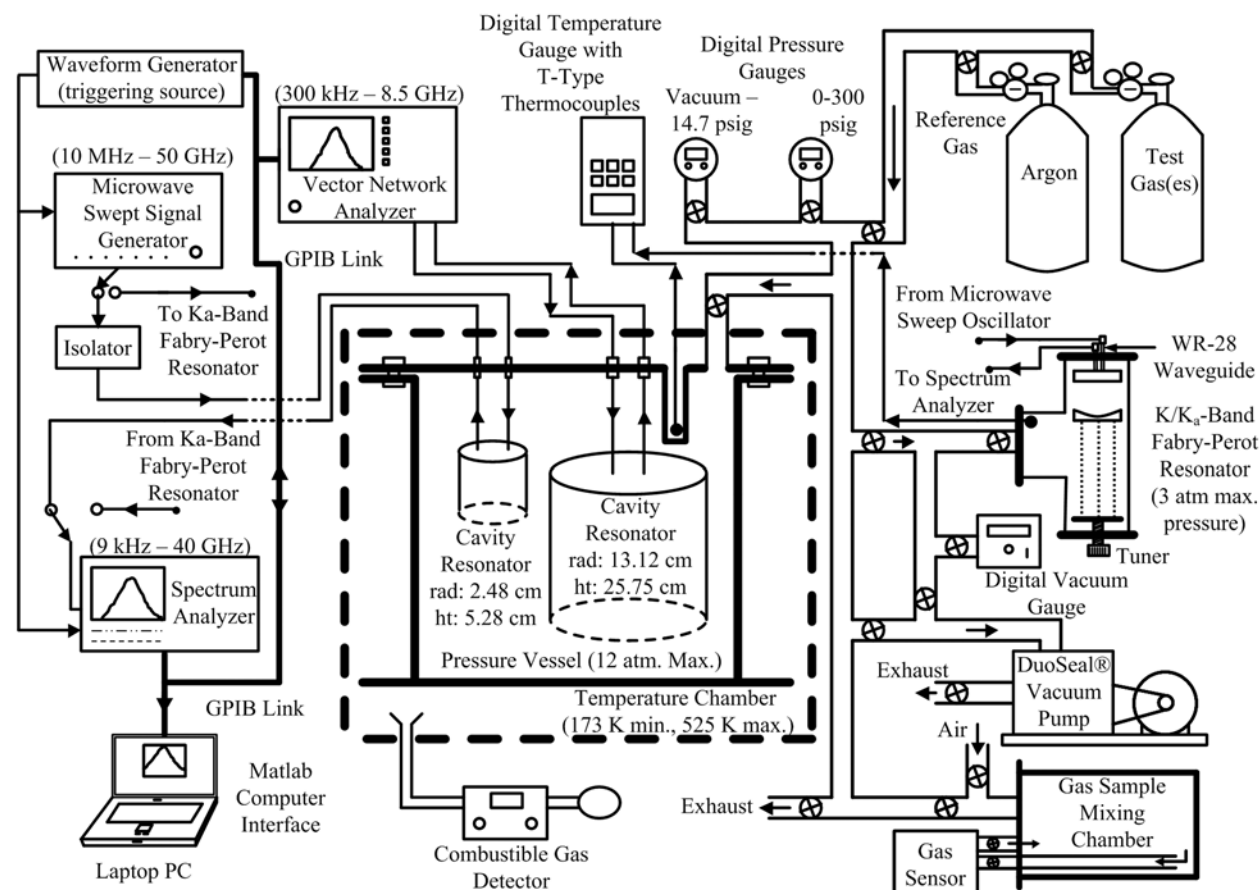 Waveform Generator
(triggering source)
(10 MHz – 50 GHz)
Microwave
Swept Signal
Generator
(300 kHz – 8.5 GHz)
Vector Network
Analyzer
GPIB Link
To Ka-Band
Fabry-Perot
Resonator
Isolator
From Ka-Band
Fabry-Perot
Resonator
(9 kHz – 40 GHz)
Spectrum
Analyzer
GPIB Link
Matlab
Computer
Interface
Laptop PC
Digital Temperature
Gauge with
T-Type
Thermocouples
Digital Pressure
Gauges
Vacuum –
14.7 psig
0-300
psig
Reference
Gas
Argon
Test
Gas(es)
Cavity
Resonator
rad: 2.48 cm
ht: 5.28 cm
Cavity
Resonator
rad: 13.12 cm
ht: 25.75 cm
Pressure Vessel (12 atm. Max.)
Temperature Chamber
(173 K min., 525 K max.)
Combustible Gas
Detector
From Microwave
Sweep Oscillator
To Spectrum
Analyzer
WR-28
Waveguide
K/Ka-Band
Fabry-Perot
Resonator
(3 atm max.
pressure)
Tuner
Digital Vacuum
Gauge
Exhaust
DuoSeal®
Vacuum
Pump
Air
Exhaust
Gas Sample
Mixing
Chamber
Gas
Sensor